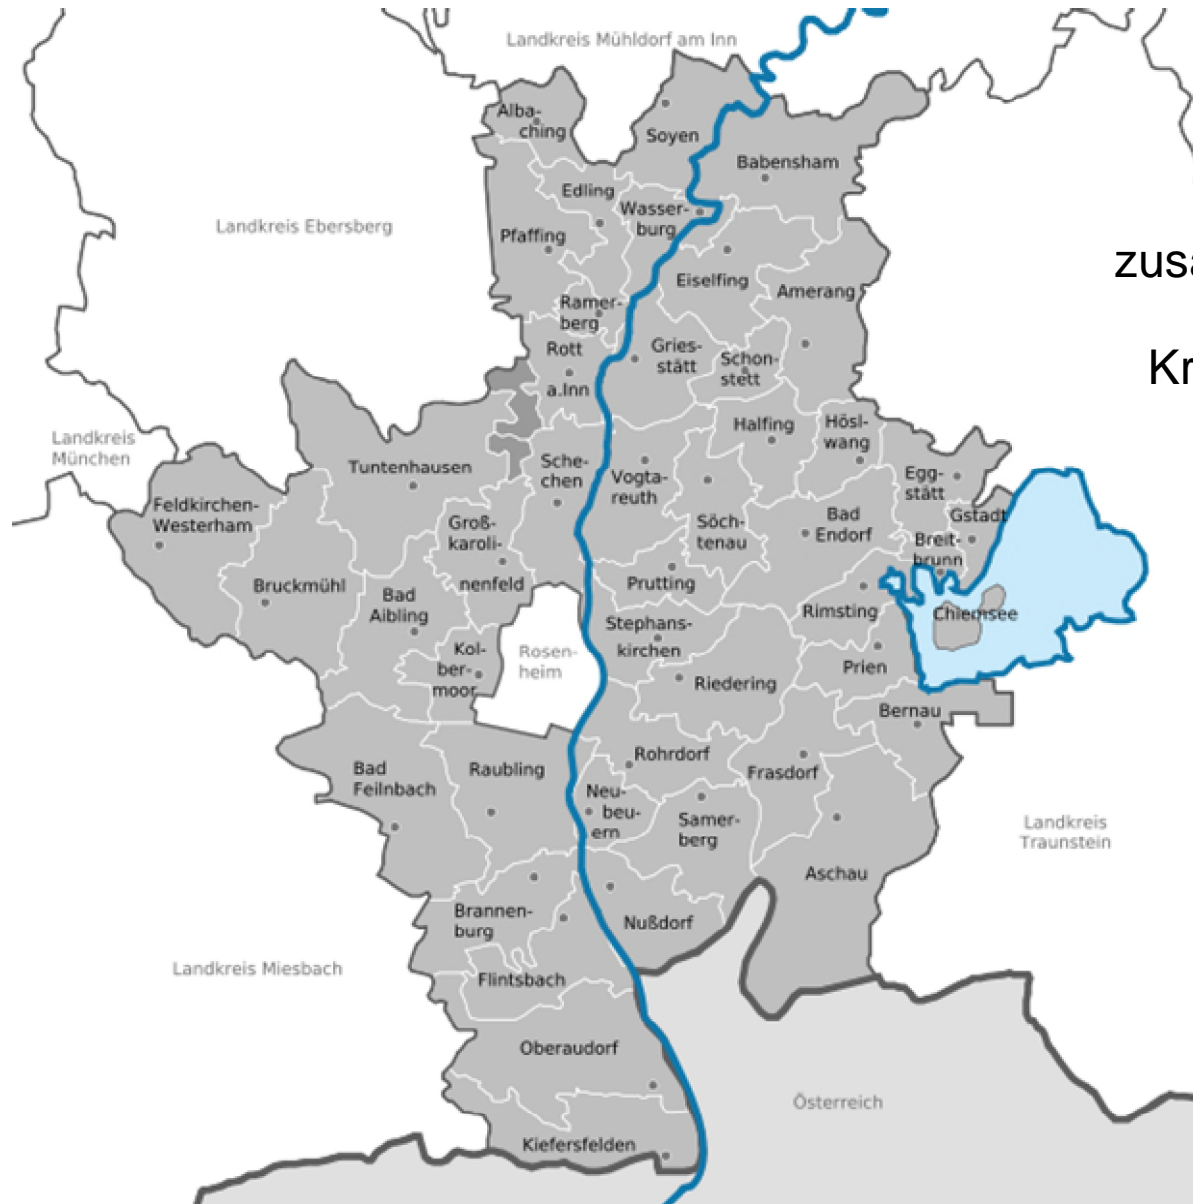 Landkreis Mühldorf am Inn
Alba-
ching
Soyen
Babensham
Edling
Wasser-
burg
Landkreis Ebersberg
Pfaffing
Eiselfing
zusa
Amerang
Ramer-
berg
Rott
a.Inn
Gries-
stätt
Schon-
stett
Kr
Landkreis
München
Halfing
Hösl-
wang
Tuntenhausen
Sche-
chen
Vogta-
reuth
Egg-
stätt
Feldkirchen-
Westerham
Groß-
karoli-
nenfeld
Söch-
tenau
Bad
Endorf
Gstadt
Breit-
brunn
Bruckmühl
Bad
Aibling
Prutting
Rimsting
Chiemsee
Stephans-
kirchen
Kol-
ber-
moor
Rosen-
heim
Prien
Riedering
Bernau
Rohrdorf
Frasdorf
Bad
Feilnbach
Raubling
Neu-
beu-
ern
Samer-
berg
Landkreis
Traunstein
Aschau
Brannen-
burg
Nußdorf
Landkreis Miesbach
Flintsbach
Oberaudorf
Österreich
Kiefersfelden